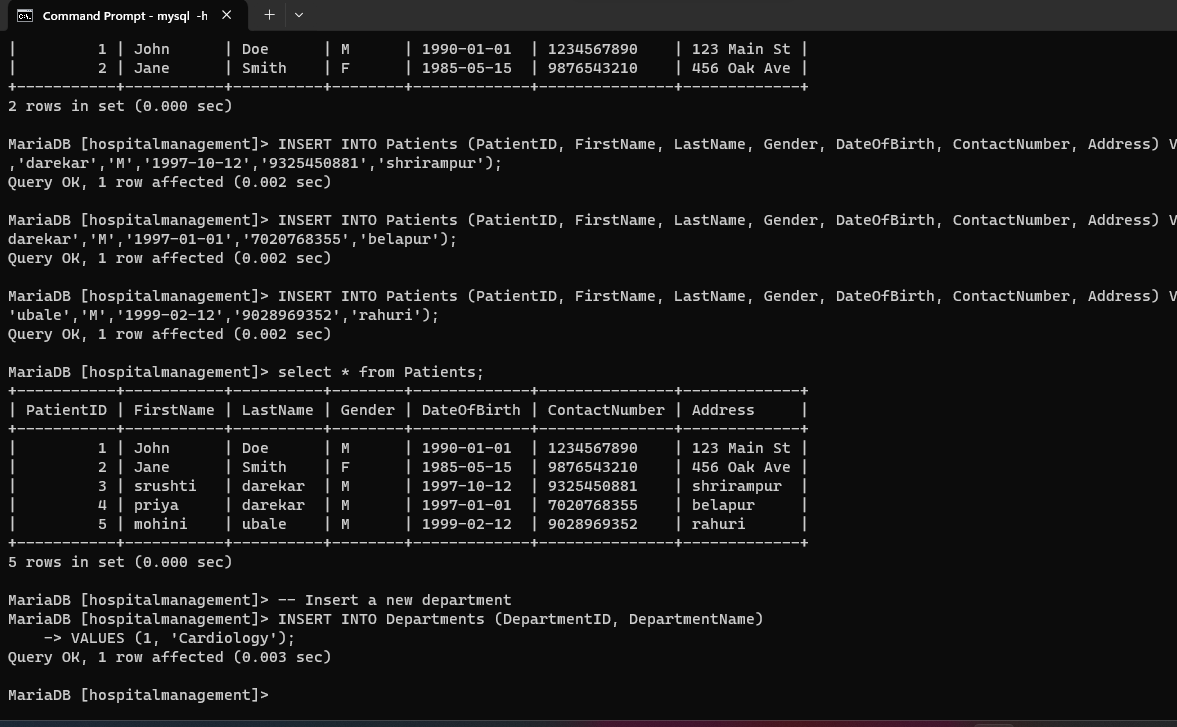 Command Prompt - mysql -h
|          1 | John      | Doe       | M      | 1990-01-01  | 1234567890    | 123 Main St |
|          2 | Jane      | Smith     | F      | 1985-05-15  | 9876543210    | 456 Oak Ave |
+-----------+-----------+----------+--------+-------------+---------------+-------------+
2 rows in set (0.000 sec)
MariaDB [hospitalmanagement]> INSERT INTO Patients (PatientID, FirstName, LastName, Gender, DateOfBirth, ContactNumber, Address) V
,'darekar','M','1997-10-12','9325450881','shrirampur');
Query OK, 1 row affected (0.002 sec)
MariaDB [hospitalmanagement]> INSERT INTO Patients (PatientID, FirstName, LastName, Gender, DateOfBirth, ContactNumber, Address) V
darekar','M','1997-01-01','7020768355','belapur');
Query OK, 1 row affected (0.002 sec)
MariaDB [hospitalmanagement]> INSERT INTO Patients (PatientID, FirstName, LastName, Gender, DateOfBirth, ContactNumber, Address) V
'ubale','M','1999-02-12','9028969352','rahuri');
Query OK, 1 row affected (0.002 sec)
MariaDB [hospitalmanagement]> select * from Patients;
+-----------+-----------+----------+--------+-------------+---------------+-------------+
| PatientID | FirstName | LastName | Gender | DateOfBirth | ContactNumber | Address     |
+-----------+-----------+----------+--------+-------------+---------------+-------------+
|         1 | John      | Doe      | M      | 1990-01-01  | 1234567890    | 123 Main St |
|         2 | Jane      | Smith    | F      | 1985-05-15  | 9876543210    | 456 Oak Ave |
|         3 | srushti   | darekar  | M      | 1997-10-12  | 9325450881    | shrirampur  |
|         4 | priya     | darekar  | M      | 1997-01-01  | 7020768355    | belapur     |
|         5 | mohini    | ubale    | M      | 1999-02-12  | 9028969352    | rahuri      |
+-----------+-----------+----------+--------+-------------+---------------+-------------+
5 rows in set (0.000 sec)
MariaDB [hospitalmanagement]> -- Insert a new department
MariaDB [hospitalmanagement]> INSERT INTO Departments (DepartmentID, DepartmentName)
    -> VALUES (1, 'Cardiology');
Query OK, 1 row affected (0.003 sec)
MariaDB [hospitalmanagement]>